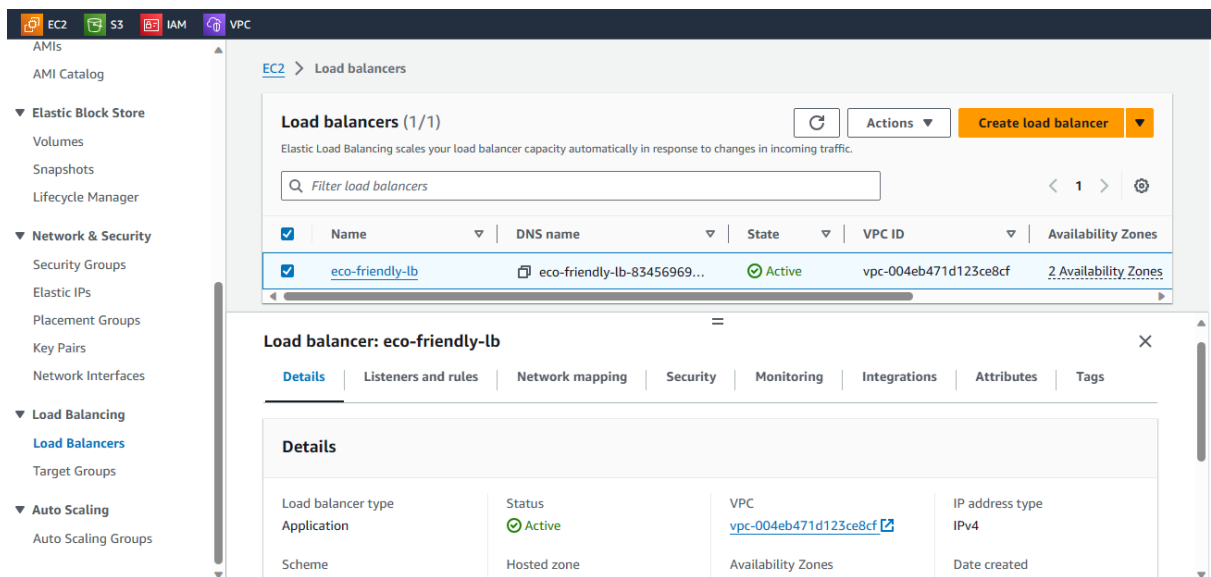 EC2 S3 IAM VPC
AMIs
AMI Catalog
Elastic Block Store
Volumes
Snapshots
Lifecycle Manager
Network & Security
Security Groups
Elastic IPs
Placement Groups
Key Pairs
Network Interfaces
Load Balancing
Load Balancers
Target Groups
Auto Scaling
Auto Scaling Groups
EC2 > Load balancers
Load balancers (1/1)
Actions
Create load balancer
Elastic Load Balancing scales your load balancer capacity automatically in response to changes in incoming traffic.
Filter load balancers
1
Name DNS name State VPC ID Availability Zones
eco-friendly-lb eco-friendly-lb-83456969... Active vpc-004eb471d123ce8cf 2 Availability Zones
Load balancer: eco-friendly-lb
Details Listeners and rules Network mapping Security Monitoring Integrations Attributes Tags
Details
Load balancer type Status VPC IP address type
Application Active vpc-004eb471d123ce8cf IPv4
Scheme Hosted zone Availability Zones Date created